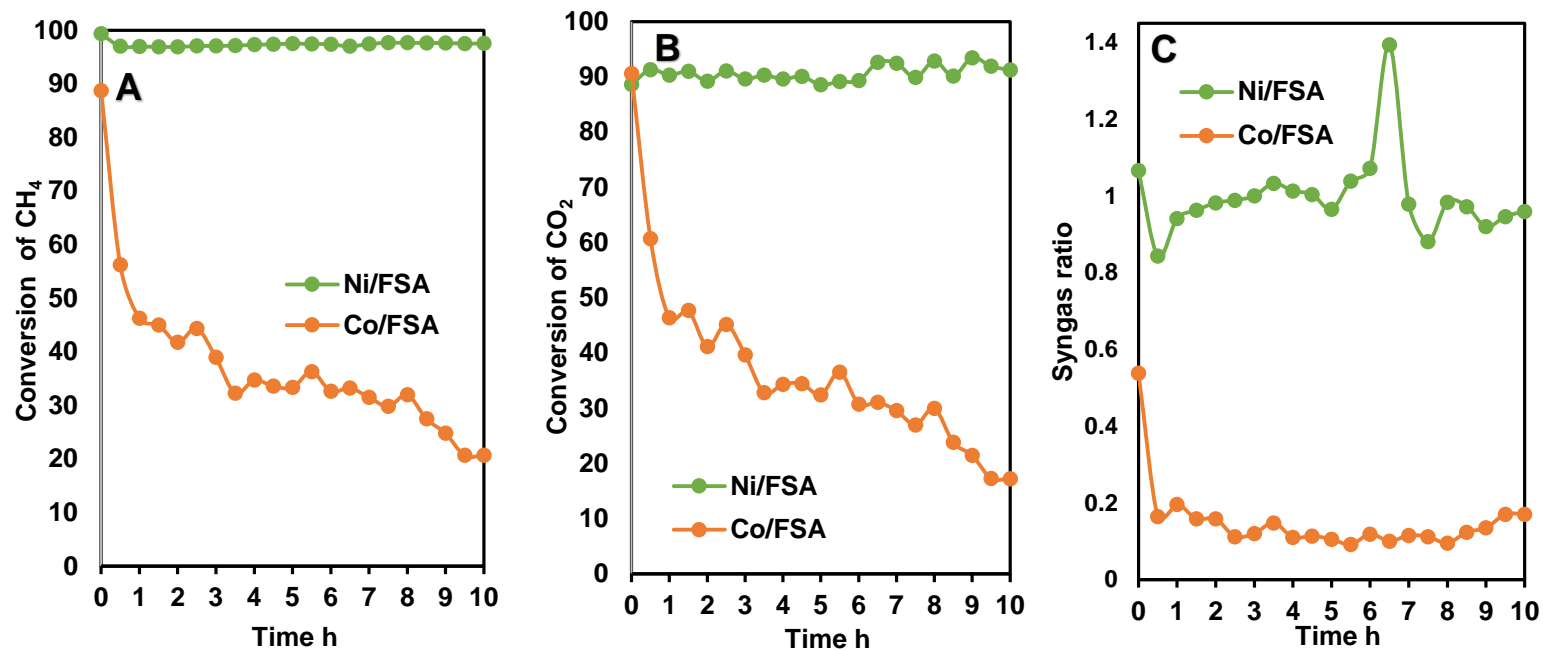 A
Conversion of CH4
100
90
80
70
60
50
40
30
20
10
0
Ni/FSA
Co/FSA
0 1 2 3 4 5 6 7 8 9 10
Time h
B
Conversion of CO2
100
90
80
70
60
50
40
30
20
10
0
Ni/FSA
Co/FSA
0 1 2 3 4 5 6 7 8 9 10
Time h
C
Syngas ratio
1.4
1.2
1
0.8
0.6
0.4
0.2
0
Ni/FSA
Co/FSA
0 1 2 3 4 5 6 7 8 9 10
Time h